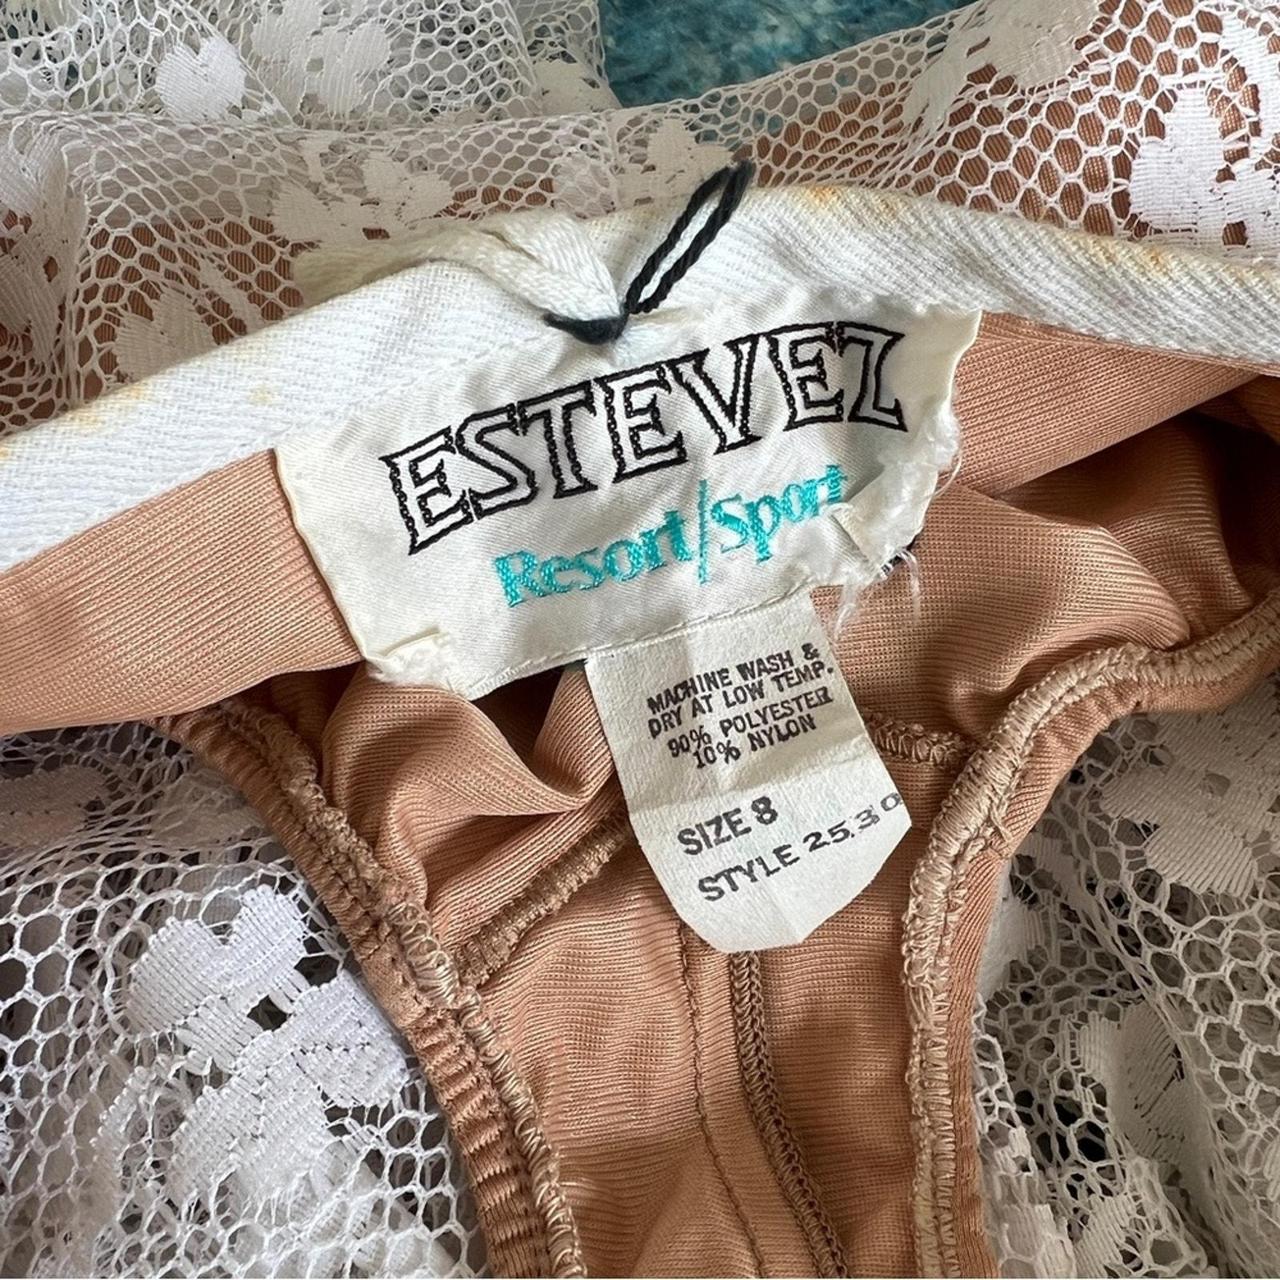 ESTEVEZ
Resort/Sport
MACHINE WASH &
DRY AT LOW TEMP.
90% POLYESTER
10% NYLON
SIZE 8
STYLE 2530